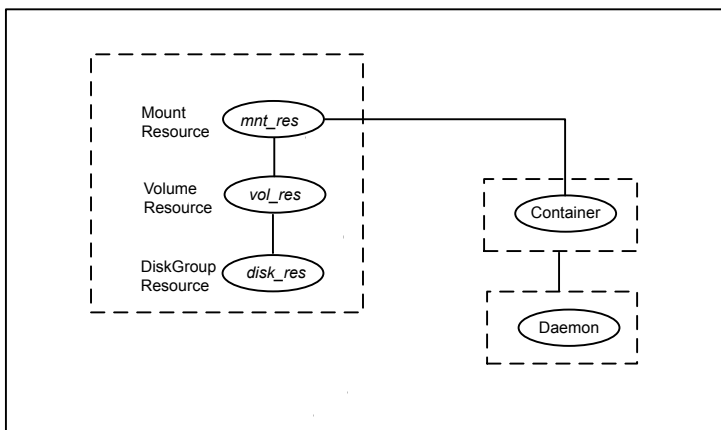 Mount
Resource
mnt_res
Volume
Resource
vol_res
DiskGroup
Resource
disk_res
Container
Daemon